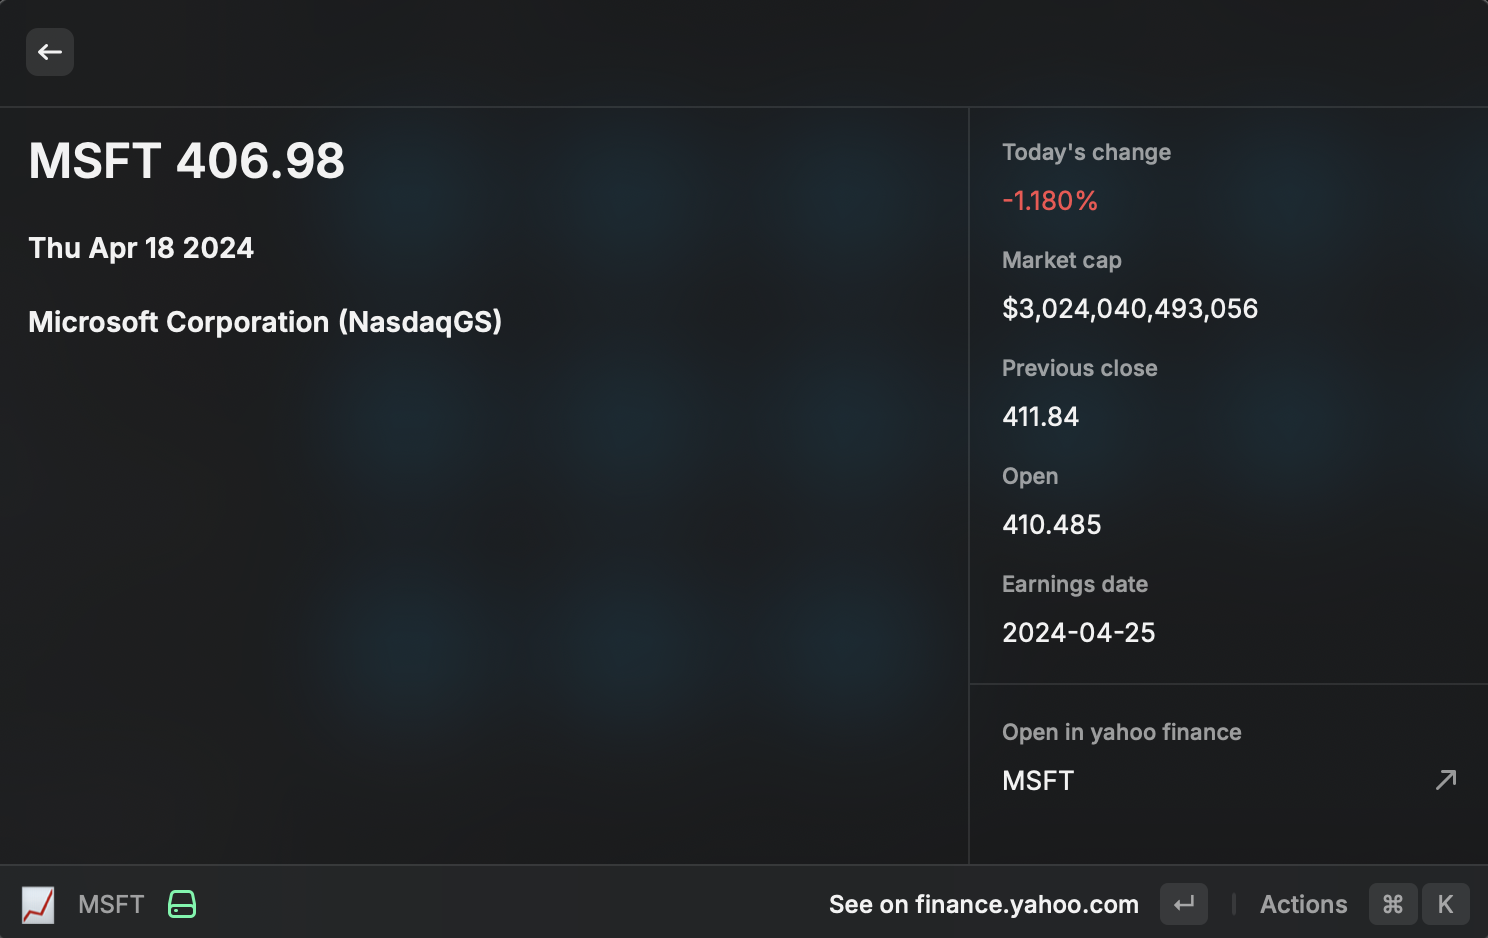 MSFT 406.98
Thu Apr 18 2024
Microsoft Corporation (NasdaqGS)
Today's change
-1.180%
Market cap
$3,024,040,493,056
Previous close
411.84
Open
410.485
Earnings date
2024-04-25
Open in yahoo finance
MSFT
MSFT
See on finance.yahoo.com
Actions
⌘ K